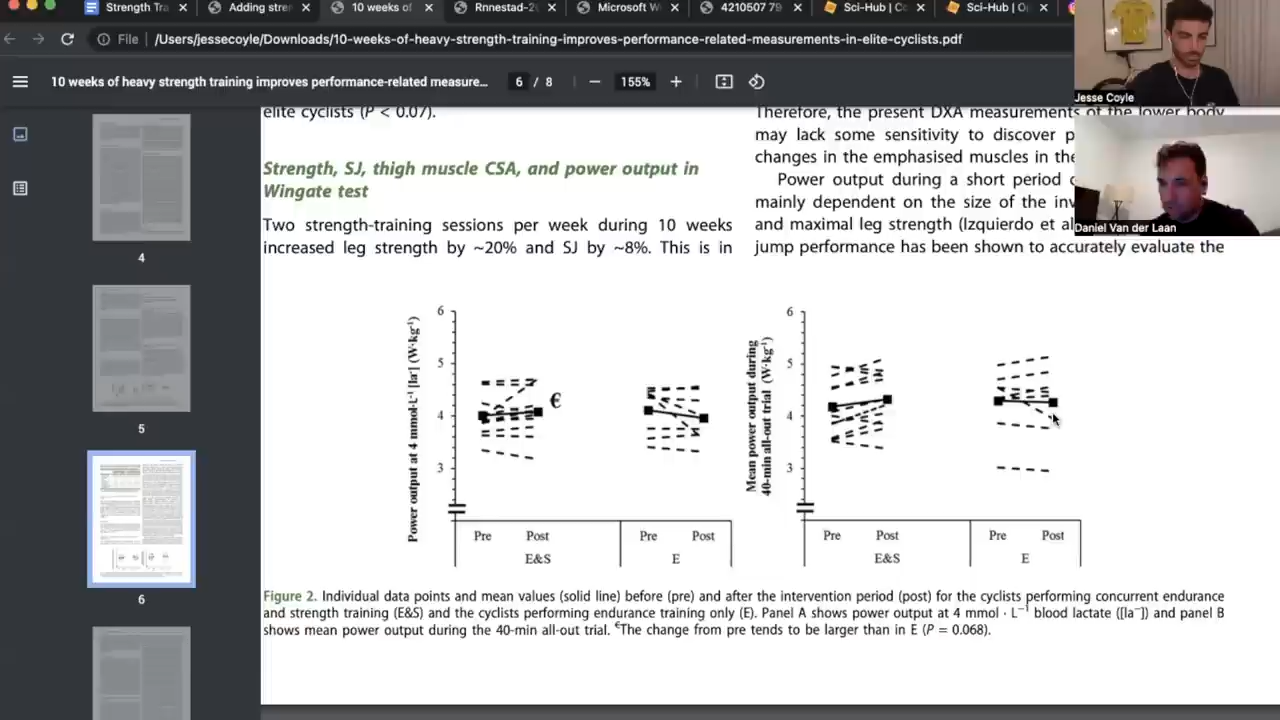 Strength Tra
Adding stren
10 weeks of
Rnnestad-2
Microsoft W
4210507 79
Sci-Hub | C
Sci-Hub | O
File
/Users/jessecoyle/Downloads/10-weeks-of-heavy-strength-training-improves-performance-related-measurements-in-elite-cyclists.pdf
10 weeks of heavy strength training improves performance-related measure...
6 / 8
155%
Jesse Coyle
Daniel Van der Laan
4
5
6
elite cyclists (P < 0.07).
Strength, SJ, thigh muscle CSA, and power output in
Wingate test
Two strength-training sessions per week during 10 weeks
increased leg strength by ~20% and SJ by ~8%. This is in
Therefore, the present DXA measurements of the lower body
may lack some sensitivity to discover p
changes in the emphasised muscles in the
Power output during a short period o
mainly dependent on the size of the inv
and maximal leg strength (Izquierdo et al
jump performance has been shown to accurately evaluate the
Power output at 4 mmol·L⁻¹ [la⁻] (W·kg⁻¹)
6
5
4
3
€
Pre
Post
Pre
Post
E&S
E
Mean power output during
40-min all-out trial (W·kg⁻¹)
6
5
4
3
Pre
Post
Pre
Post
E&S
E
Figure 2. Individual data points and mean values (solid line) before (pre) and after the intervention period (post) for the cyclists performing concurrent endurance
and strength training (E&S) and the cyclists performing endurance training only (E). Panel A shows power output at 4 mmol · L⁻¹ blood lactate ([la⁻]) and panel B
shows mean power output during the 40-min all-out trial. €The change from pre tends to be larger than in E (P = 0.068).